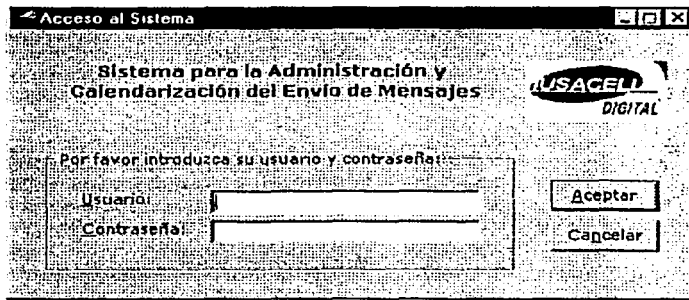 Acceso al Sistema
Sistema para la Administración y
Calendarización del Envío de Mensajes
IUSACELL
DIGITAL
Por favor introduzca su usuario y contraseña:
Usuario:
Contraseña:
Aceptar
Cancelar